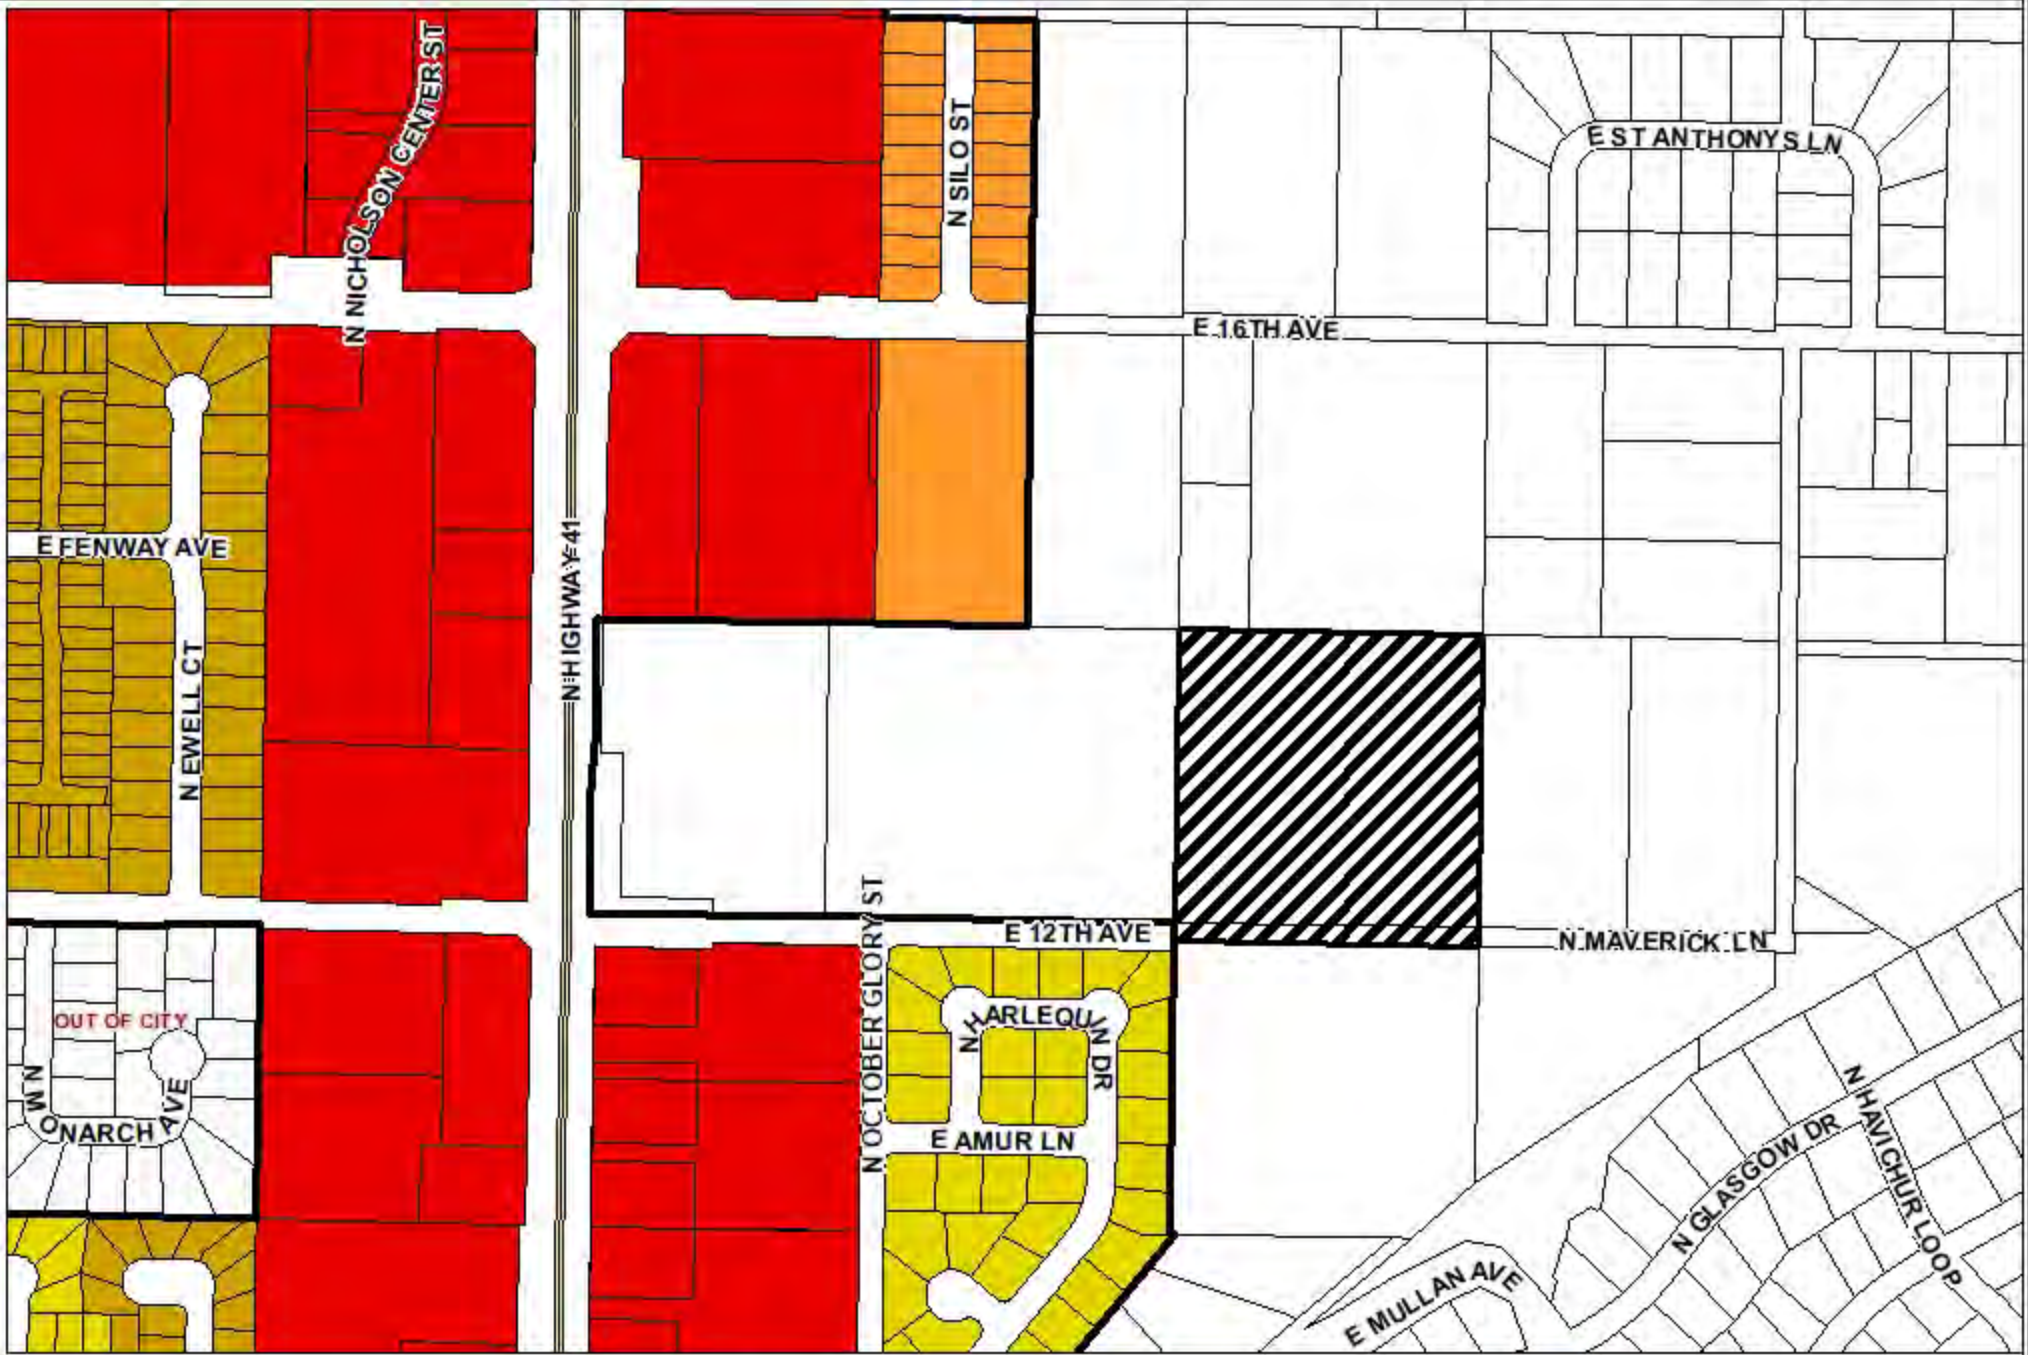 N NICHOLSON CENTER ST
N SILO ST
E ST ANTHONYS LN
E 16TH AVE
E FENWAY AVE
N HIGHWAY 41
N EWELL CT
N OCTOBER GLORY ST
E 12TH AVE
N MAVERICK LN
N HARLEQUIN DR
OUT OF CITY
N MONARCH AVE
E AMUR LN
N GLASGOW DR
N HAVICHUR LOOP
E MULLAN AVE